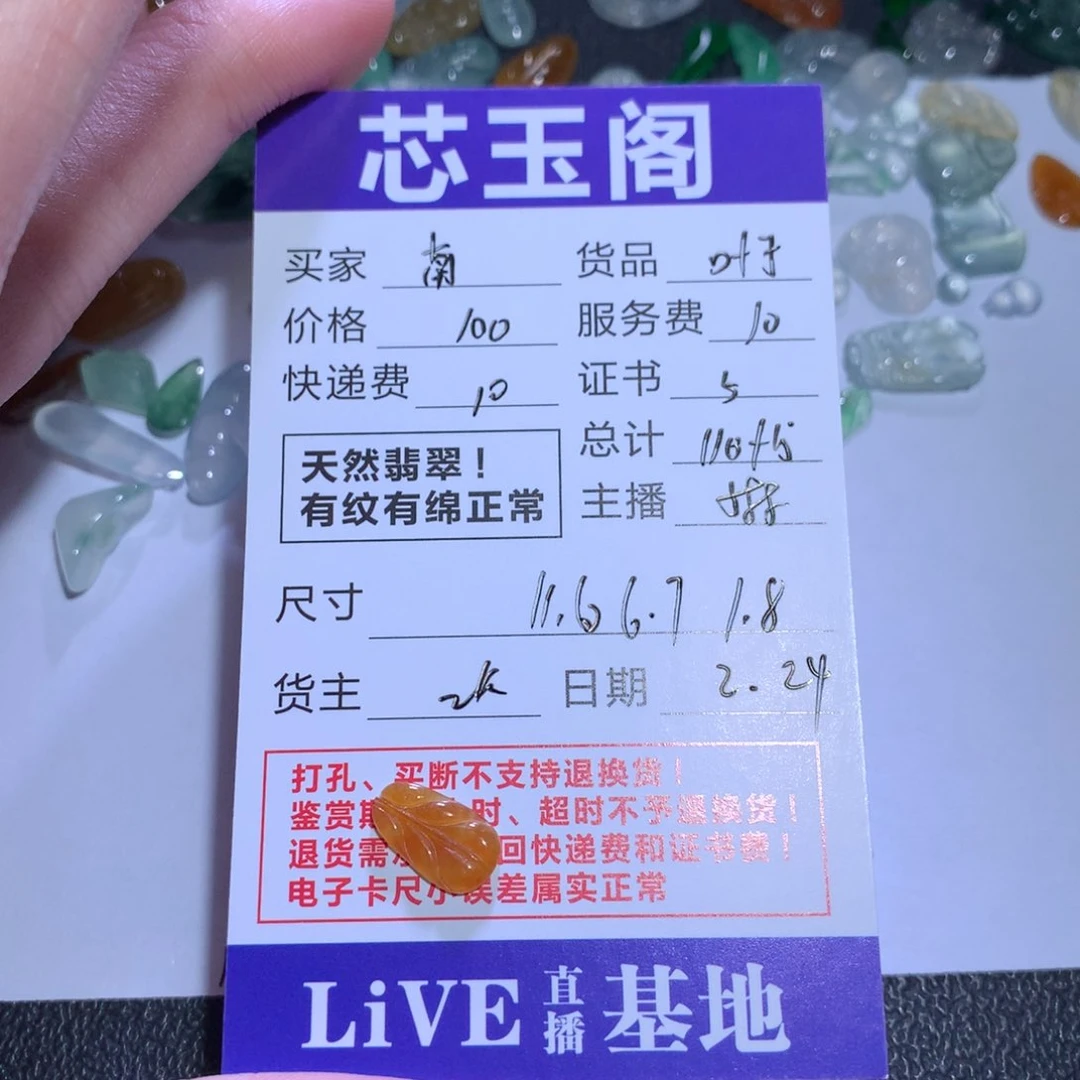 芯玉阁
买家 南 货品 叶子
价格 100 服务费 10
快递费 10 证书 5
天然翡翠！
有纹有绵正常
总计 110+15
主播
尺寸 11.6 6.7 1.8
货主 zk 日期 2.24
打孔、买断不支持退换货！
鉴赏期 时、超时不予退换货！
退货需 回快递费和证书费！
电子卡尺小误差属实正常
LiVE 直播 基地